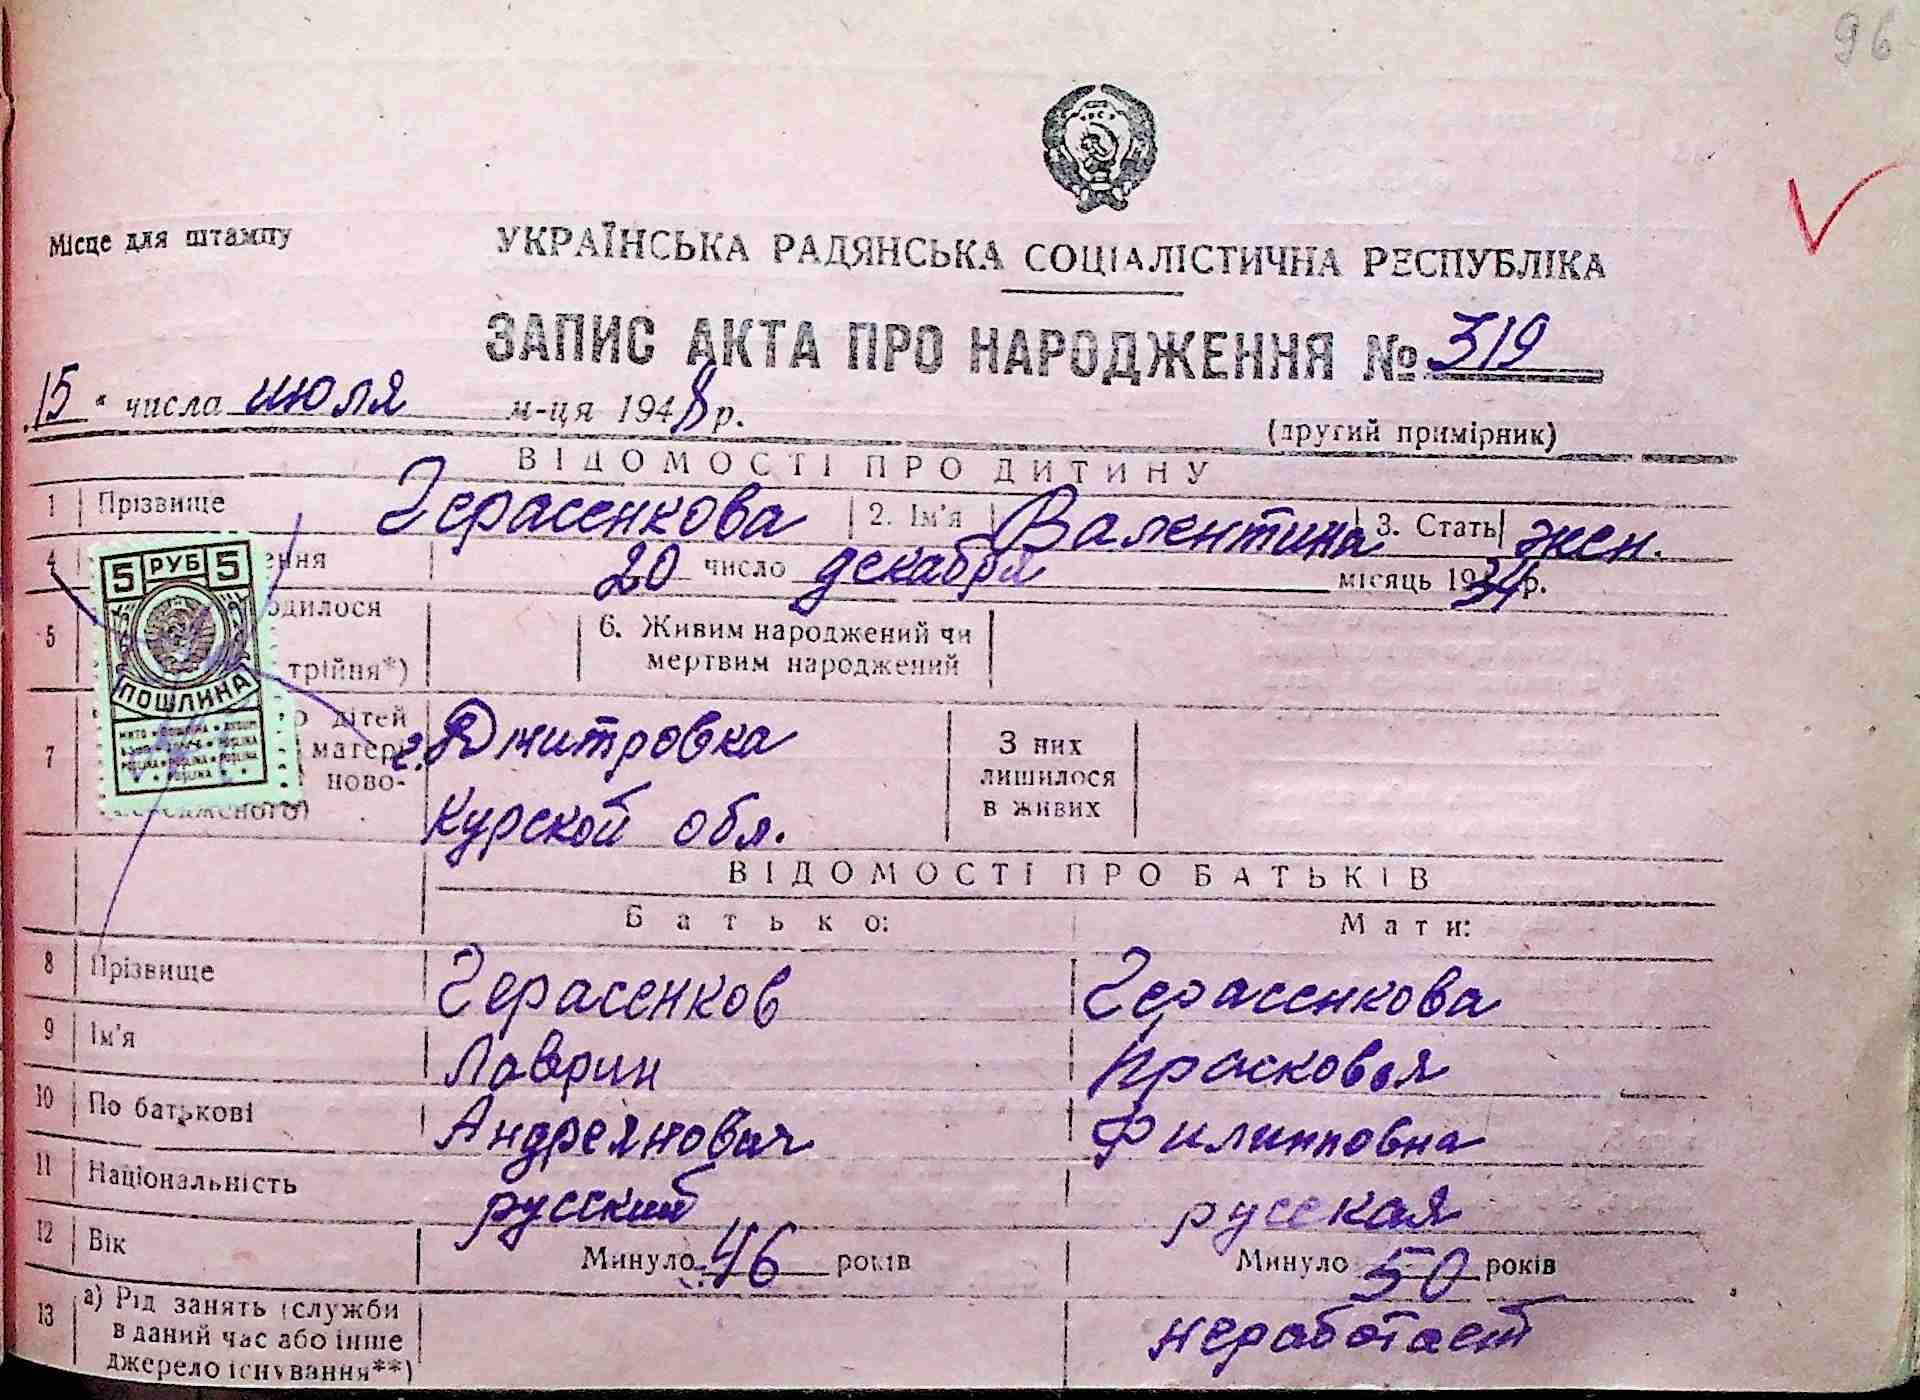 96
Місце для штампу
УКРАЇНСЬКА РАДЯНСЬКА СОЦІАЛІСТИЧНА РЕСПУБЛІКА
ЗАПИС АКТА ПРО НАРОДЖЕННЯ № 319
15 " числа июля м-ця 1948 р.
(другий примірник)
ВІДОМОСТІ ПРО ДИТИНУ
1 Прізвище Герасенкова 2. Ім'я Валентина 3. Стать жен.
4 ення 20 число декабря місяць 1934 р.
5 одилося
трійня*)
6. Живим народжений чи
мертвим народжений
5 РУБ 5
ПОШЛИНА
7 дітей
матері
ново-
г. Дмитровка
Курской обл.
З них
лишилося
в живих
ВІДОМОСТІ ПРО БАТЬКІВ
Батько: Мати:
8 Прізвище Герасенков Герасенкова
9 Ім'я Лаврин Прасковья
10 По батькові Андреянович Филипповна
11 Національність русский русская
12 Вік Минуло 46 років Минуло 50 років
13 а) Рід занять (служби
в даний час або інше
джерело існування**)
неработает